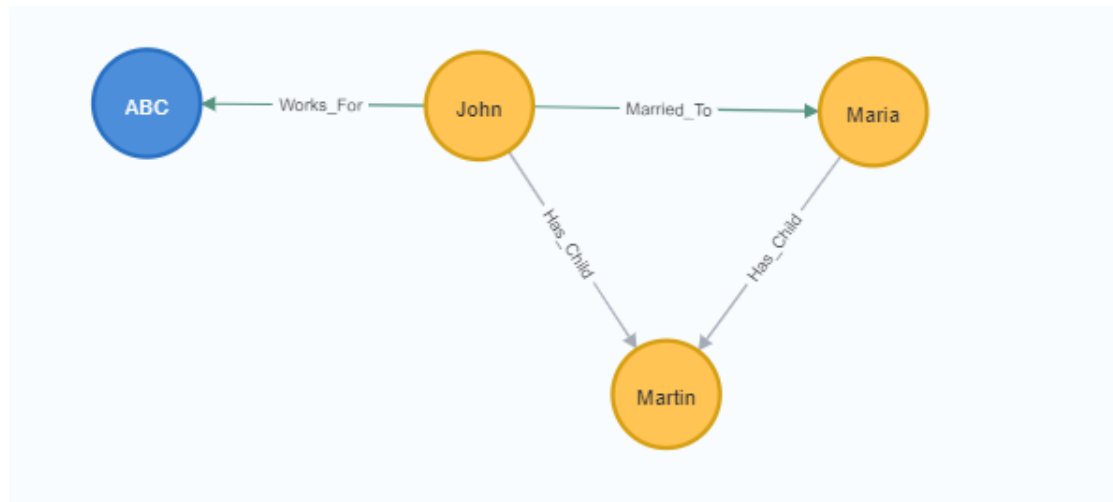 ABC
Works_For
John
Married_To
Maria
Has_Child
Has_Child
Martin